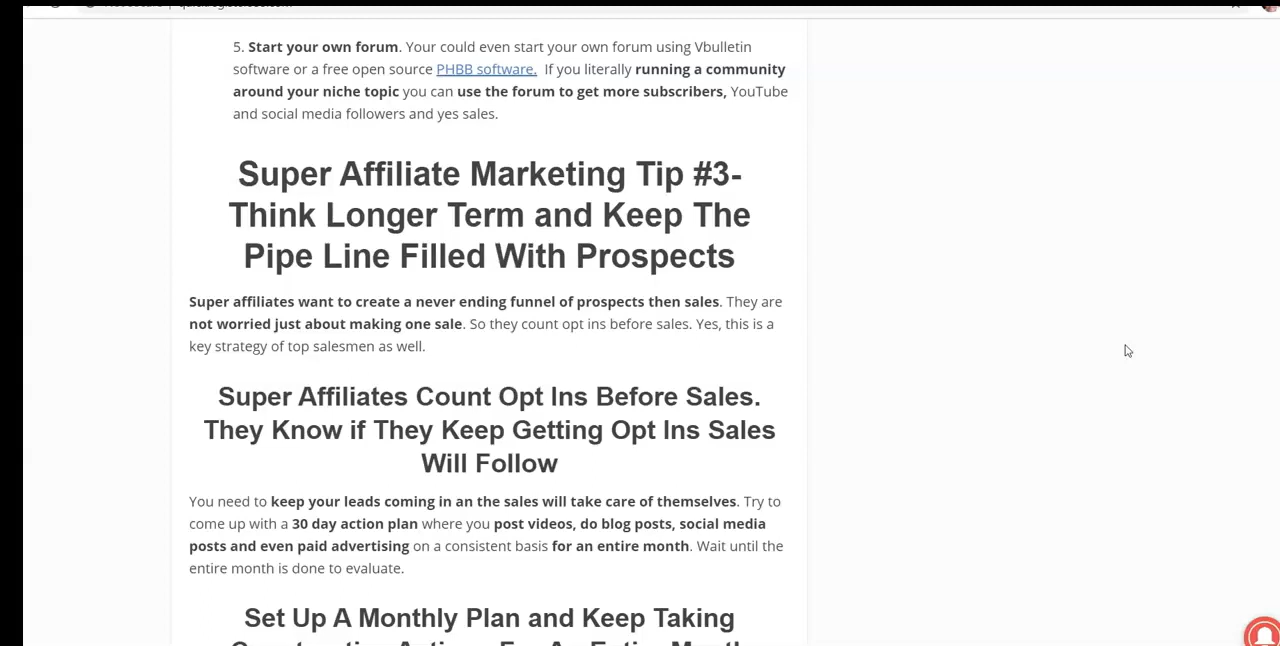 5. Start your own forum. Your could even start your own forum using Vbulletin
software or a free open source PHBB software. If you literally running a community
around your niche topic you can use the forum to get more subscribers, YouTube
and social media followers and yes sales.
Super Affiliate Marketing Tip #3-
Think Longer Term and Keep The
Pipe Line Filled With Prospects
Super affiliates want to create a never ending funnel of prospects then sales. They are
not worried just about making one sale. So they count opt ins before sales. Yes, this is a
key strategy of top salesmen as well.
Super Affiliates Count Opt Ins Before Sales.
They Know if They Keep Getting Opt Ins Sales
Will Follow
You need to keep your leads coming in an the sales will take care of themselves. Try to
come up with a 30 day action plan where you post videos, do blog posts, social media
posts and even paid advertising on a consistent basis for an entire month. Wait until the
entire month is done to evaluate.
Set Up A Monthly Plan and Keep Taking